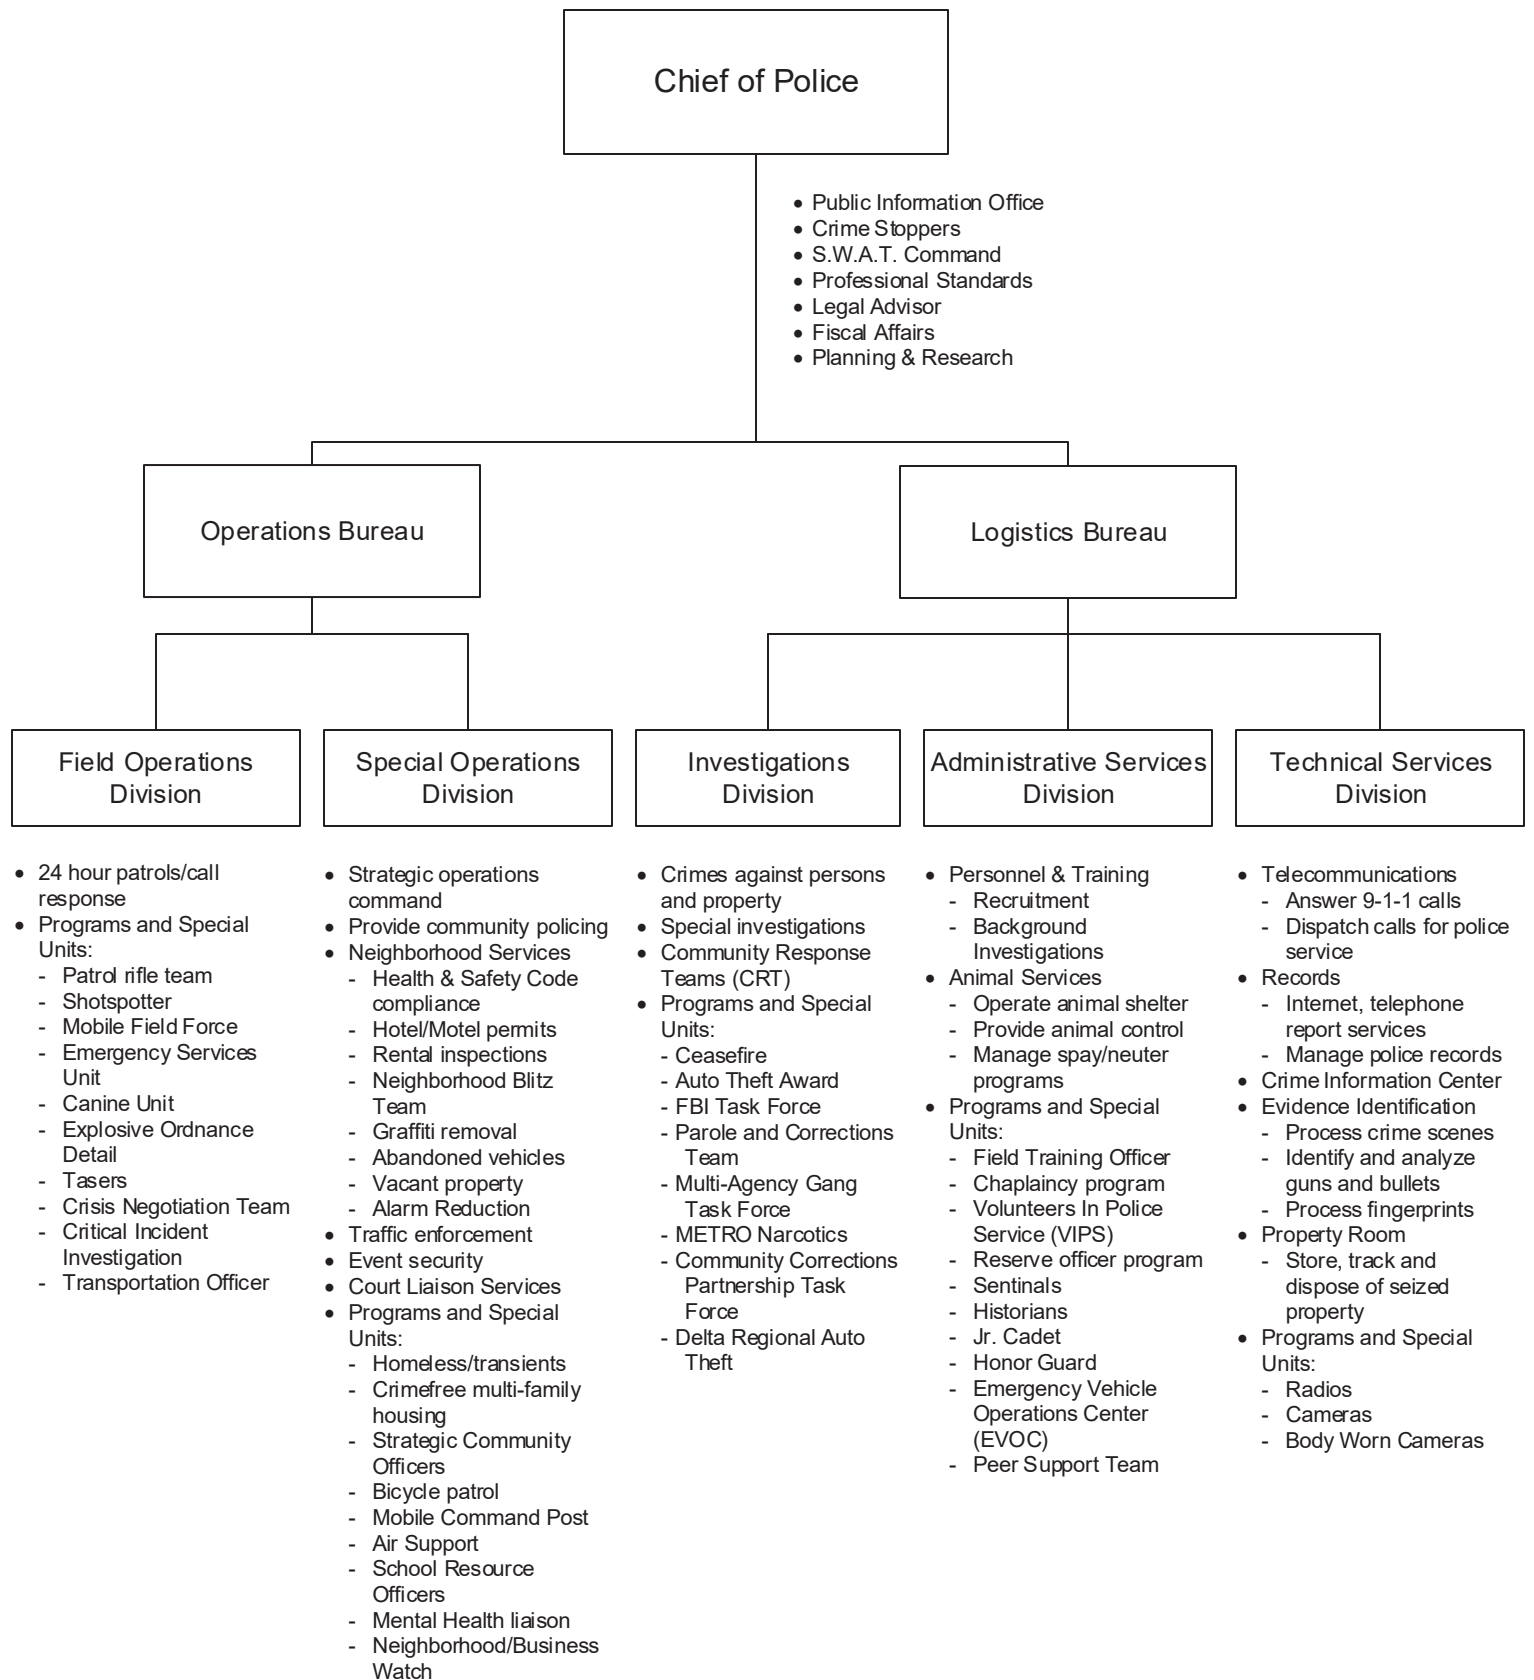 Chief of Police
• Public Information Office
• Crime Stoppers
• S.W.A.T. Command
• Professional Standards
• Legal Advisor
• Fiscal Affairs
• Planning & Research
Operations Bureau
Logistics Bureau
Field Operations
Division
• 24 hour patrols/call
response
• Programs and Special
Units:
- Patrol rifle team
- Shotspotter
- Mobile Field Force
- Emergency Services
Unit
- Canine Unit
- Explosive Ordnance
Detail
- Tasers
- Crisis Negotiation Team
- Critical Incident
Investigation
- Transportation Officer
Special Operations
Division
• Strategic operations
command
• Provide community policing
• Neighborhood Services
- Health & Safety Code
compliance
- Hotel/Motel permits
- Rental inspections
- Neighborhood Blitz
Team
- Graffiti removal
- Abandoned vehicles
- Vacant property
- Alarm Reduction
• Traffic enforcement
• Event security
• Court Liaison Services
• Programs and Special
Units:
- Homeless/transients
- Crimefree multi-family
housing
- Strategic Community
Officers
- Bicycle patrol
- Mobile Command Post
- Air Support
- School Resource
Officers
- Mental Health liaison
- Neighborhood/Business
Watch
Investigations
Division
• Crimes against persons
and property
• Special investigations
• Community Response
Teams (CRT)
• Programs and Special
Units:
- Ceasefire
- Auto Theft Award
- FBI Task Force
- Parole and Corrections
Team
- Multi-Agency Gang
Task Force
- METRO Narcotics
- Community Corrections
Partnership Task
Force
- Delta Regional Auto
Theft
Administrative Services
Division
• Personnel & Training
- Recruitment
- Background
Investigations
• Animal Services
- Operate animal shelter
- Provide animal control
- Manage spay/neuter
programs
• Programs and Special
Units:
- Field Training Officer
- Chaplaincy program
- Volunteers In Police
Service (VIPS)
- Reserve officer program
- Sentinals
- Historians
- Jr. Cadet
- Honor Guard
- Emergency Vehicle
Operations Center
(EVOC)
- Peer Support Team
Technical Services
Division
• Telecommunications
- Answer 9-1-1 calls
- Dispatch calls for police
service
• Records
- Internet, telephone
report services
- Manage police records
• Crime Information Center
• Evidence Identification
- Process crime scenes
- Identify and analyze
guns and bullets
- Process fingerprints
• Property Room
- Store, track and
dispose of seized
property
• Programs and Special
Units:
- Radios
- Cameras
- Body Worn Cameras